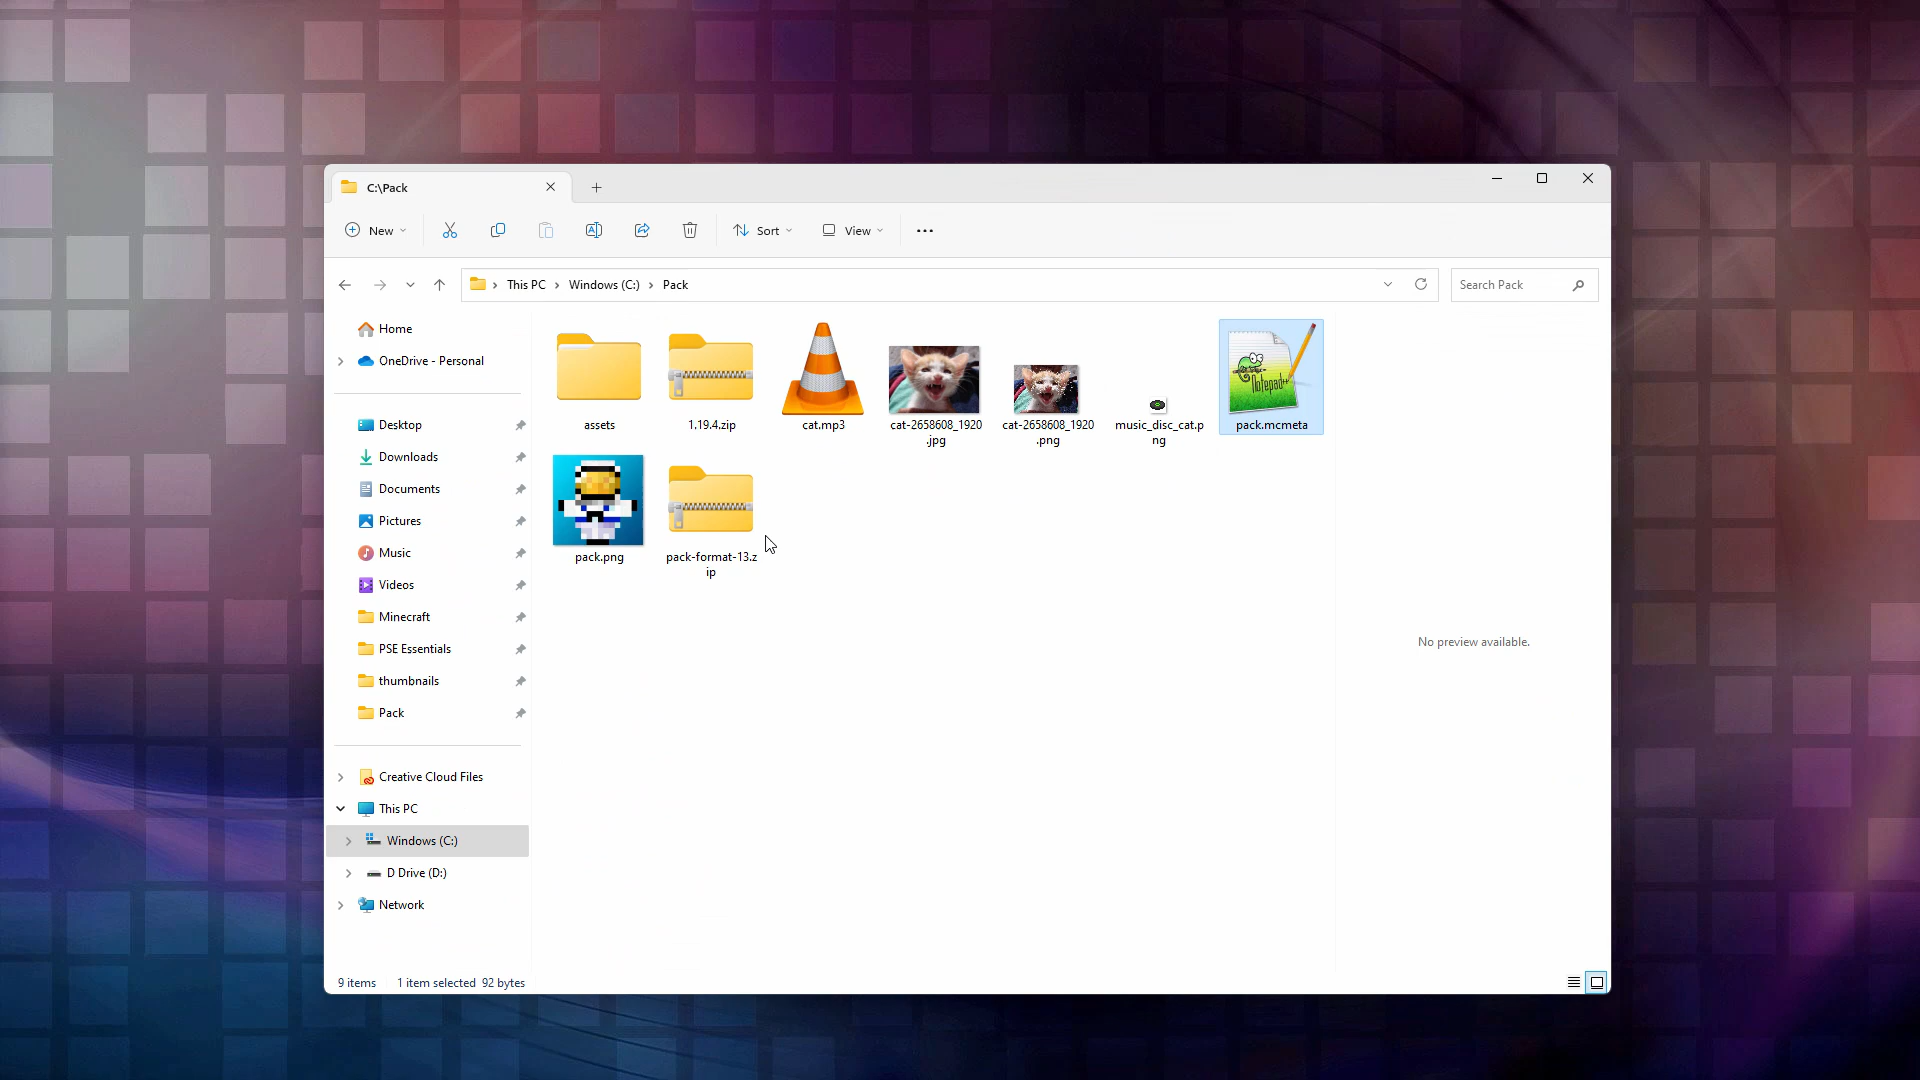 C:\Pack
New
Sort
View
This PC
Windows (C:)
Pack
Search Pack
Home
OneDrive - Personal
Desktop
Downloads
Documents
Pictures
Music
Videos
Minecraft
PSE Essentials
thumbnails
Pack
Creative Cloud Files
This PC
Windows (C:)
D Drive (D:)
Network
assets
1.19.4.zip
cat.mp3
cat-2658608_1920
.jpg
cat-2658608_1920
.png
music_disc_cat.p
ng
Notepad++
pack.mcmeta
pack.png
pack-format-13.z
ip
No preview available.
9 items
1 item selected 92 bytes